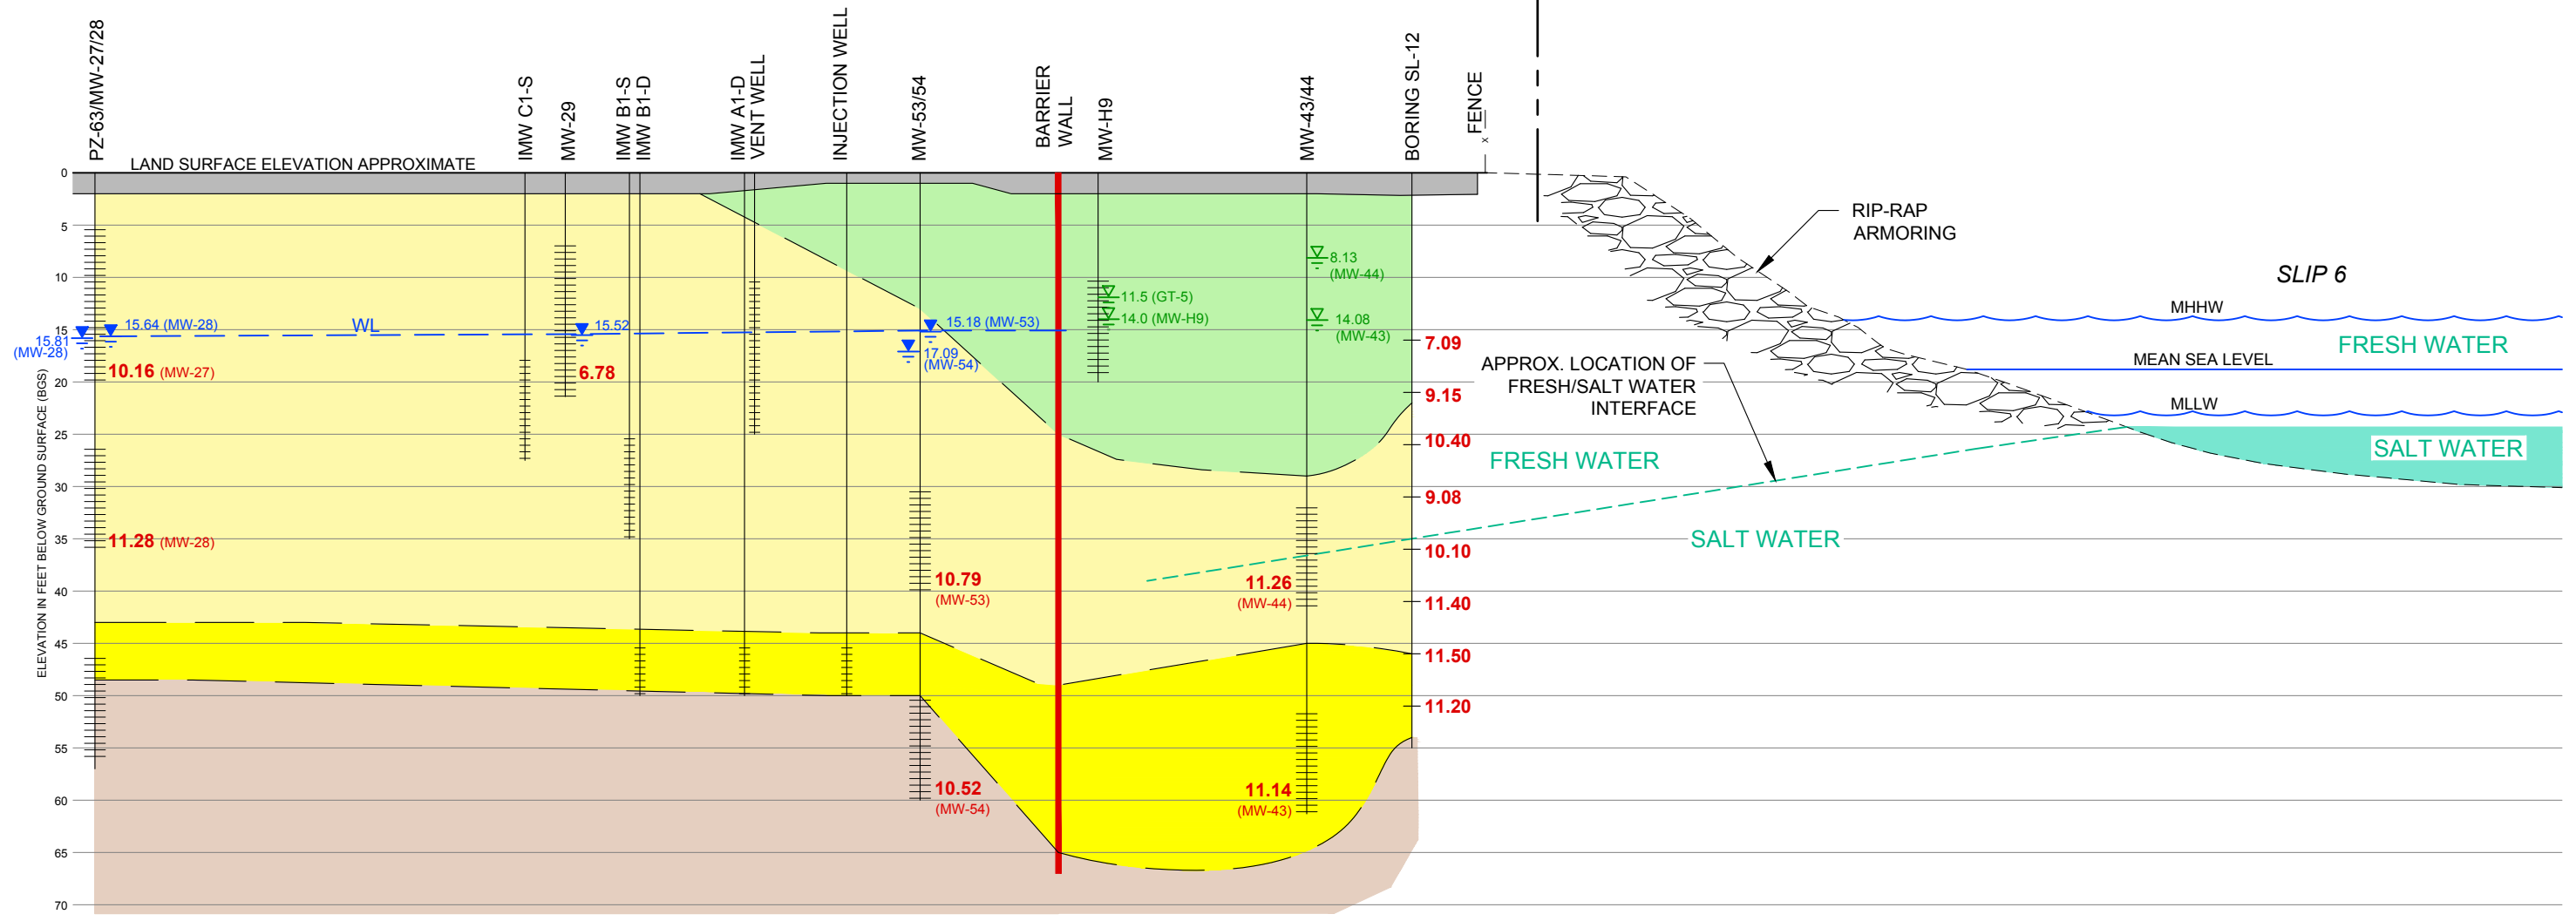 PZ-63/MW-27/28
IMW C1-S
MW-29
IMW B1-S
IMW B1-D
IMW A1-D
VENT WELL
INJECTION WELL
MW-53/54
BARRIER
WALL
MW-H9
MW-43/44
BORING SL-12
FENCE
x
LAND SURFACE ELEVATION APPROXIMATE
ELEVATION IN FEET BELOW GROUND SURFACE (BGS)
0
5
10
15
20
25
30
35
40
45
50
55
60
65
70
15.81
(MW-28)
15.64 (MW-28)
WL
15.52
15.18 (MW-53)
17.09
(MW-54)
11.5 (GT-5)
14.0 (MW-H9)
8.13
(MW-44)
14.08
(MW-43)
10.16 (MW-27)
6.78
11.28 (MW-28)
10.79
(MW-53)
10.52
(MW-54)
11.26
(MW-44)
11.14
(MW-43)
7.09
9.15
10.40
9.08
10.10
11.40
11.50
11.20
RIP-RAP
ARMORING
SLIP 6
MHHW
FRESH WATER
MEAN SEA LEVEL
MLLW
SALT WATER
APPROX. LOCATION OF
FRESH/SALT WATER
INTERFACE
FRESH WATER
SALT WATER